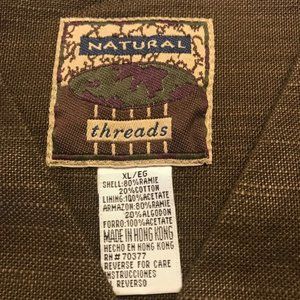 NATURAL
threads
XL/EG
SHELL:80%RAMIE
20%COTTON
LINING:100%ACETATE
ARMAZON:80%RAMIE
20%ALGODON
FORRO:100%ACETATE
MADE IN HONG KONG
HECHO EN HONG KONG
RN# 70377
REVERSE FOR CARE
INSTRUCCIONES
REVERSO